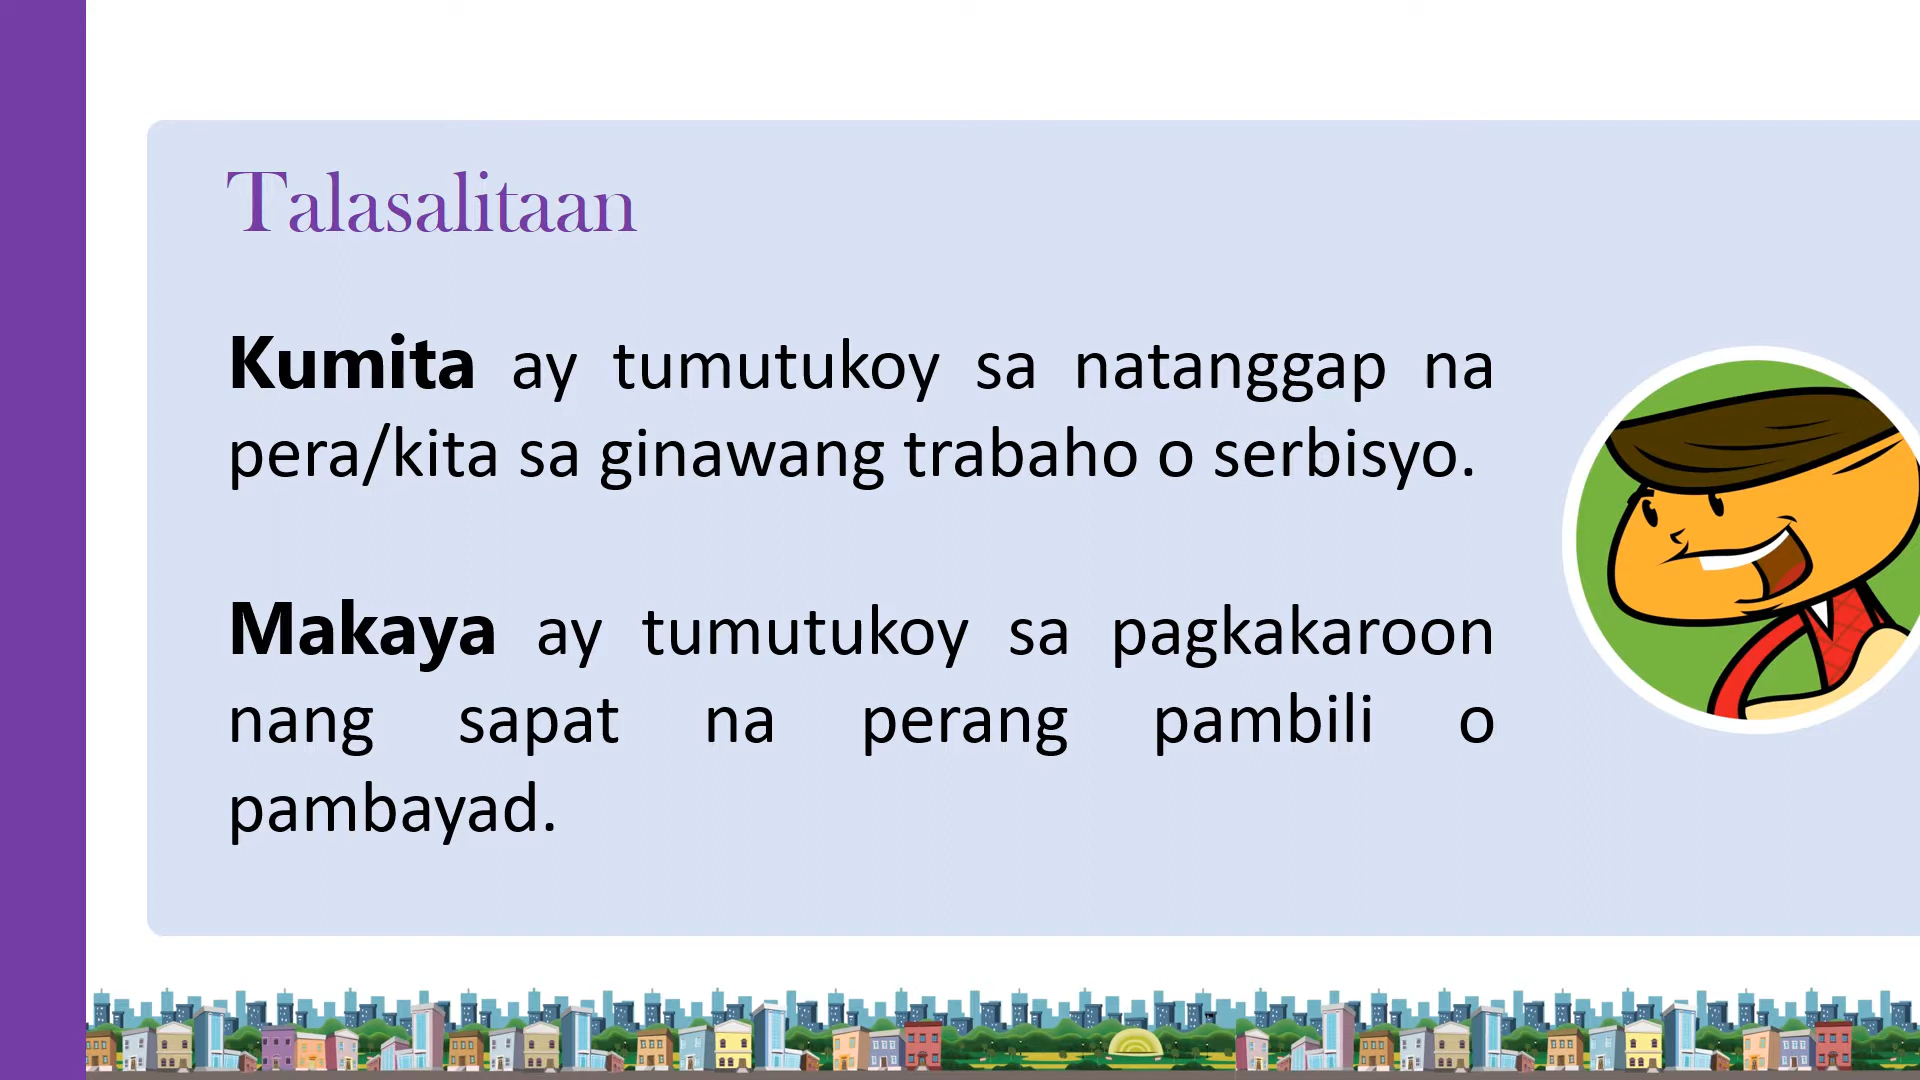 Talasalitaan
Kumita ay tumutukoy sa natanggap na
pera/kita sa ginawang trabaho o serbisyo.
Makaya ay tumutukoy sa pagkakaroon
nang sapat na perang pambili o
pambayad.